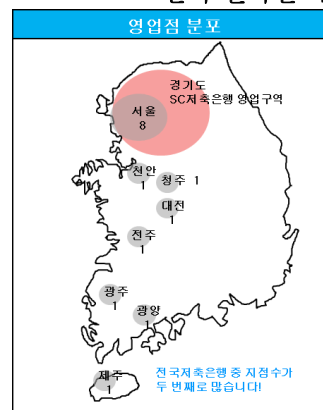 영업점 분포
경기도
SC저축은행 영업구역
서울
8
천안
1
청주 1
대전
1
전주
1
광주
1
광양
1
제주
1
전국저축은행 중 지점수가
두 번째로 많습니다!